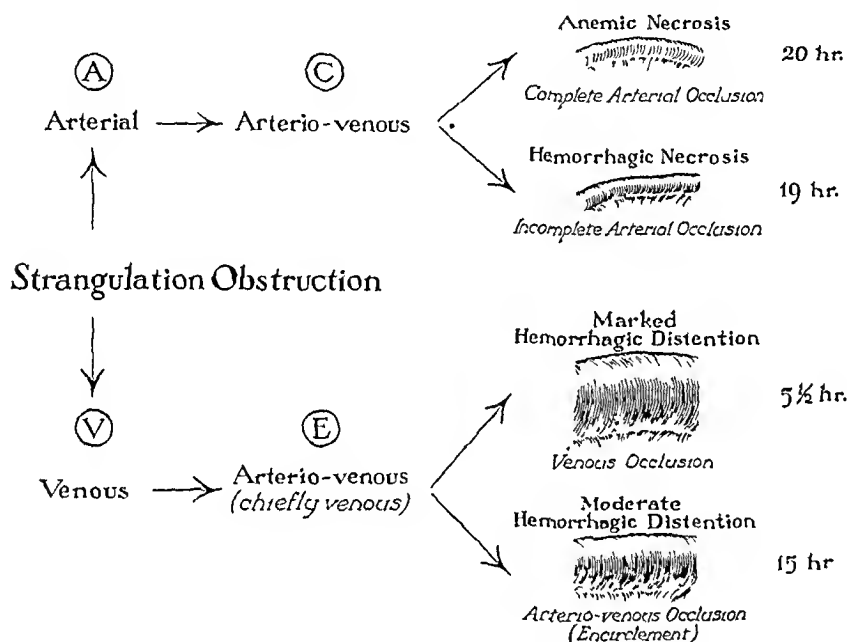 Anemic Necrosis
20 hr.
Complete Arterial Occlusion
A
C
Arterial
Arterio-venous
Hemorrhagic Necrosis
19 hr.
Incomplete Arterial Occlusion
Strangulation Obstruction
Marked
Hemorrhagic Distention
5½ hr.
Venous Occlusion
V
E
Venous
Arterio-venous
(chiefly venous)
Moderate
Hemorrhagic Distention
15 hr
Arterio-venous Occlusion
(Encirclement)